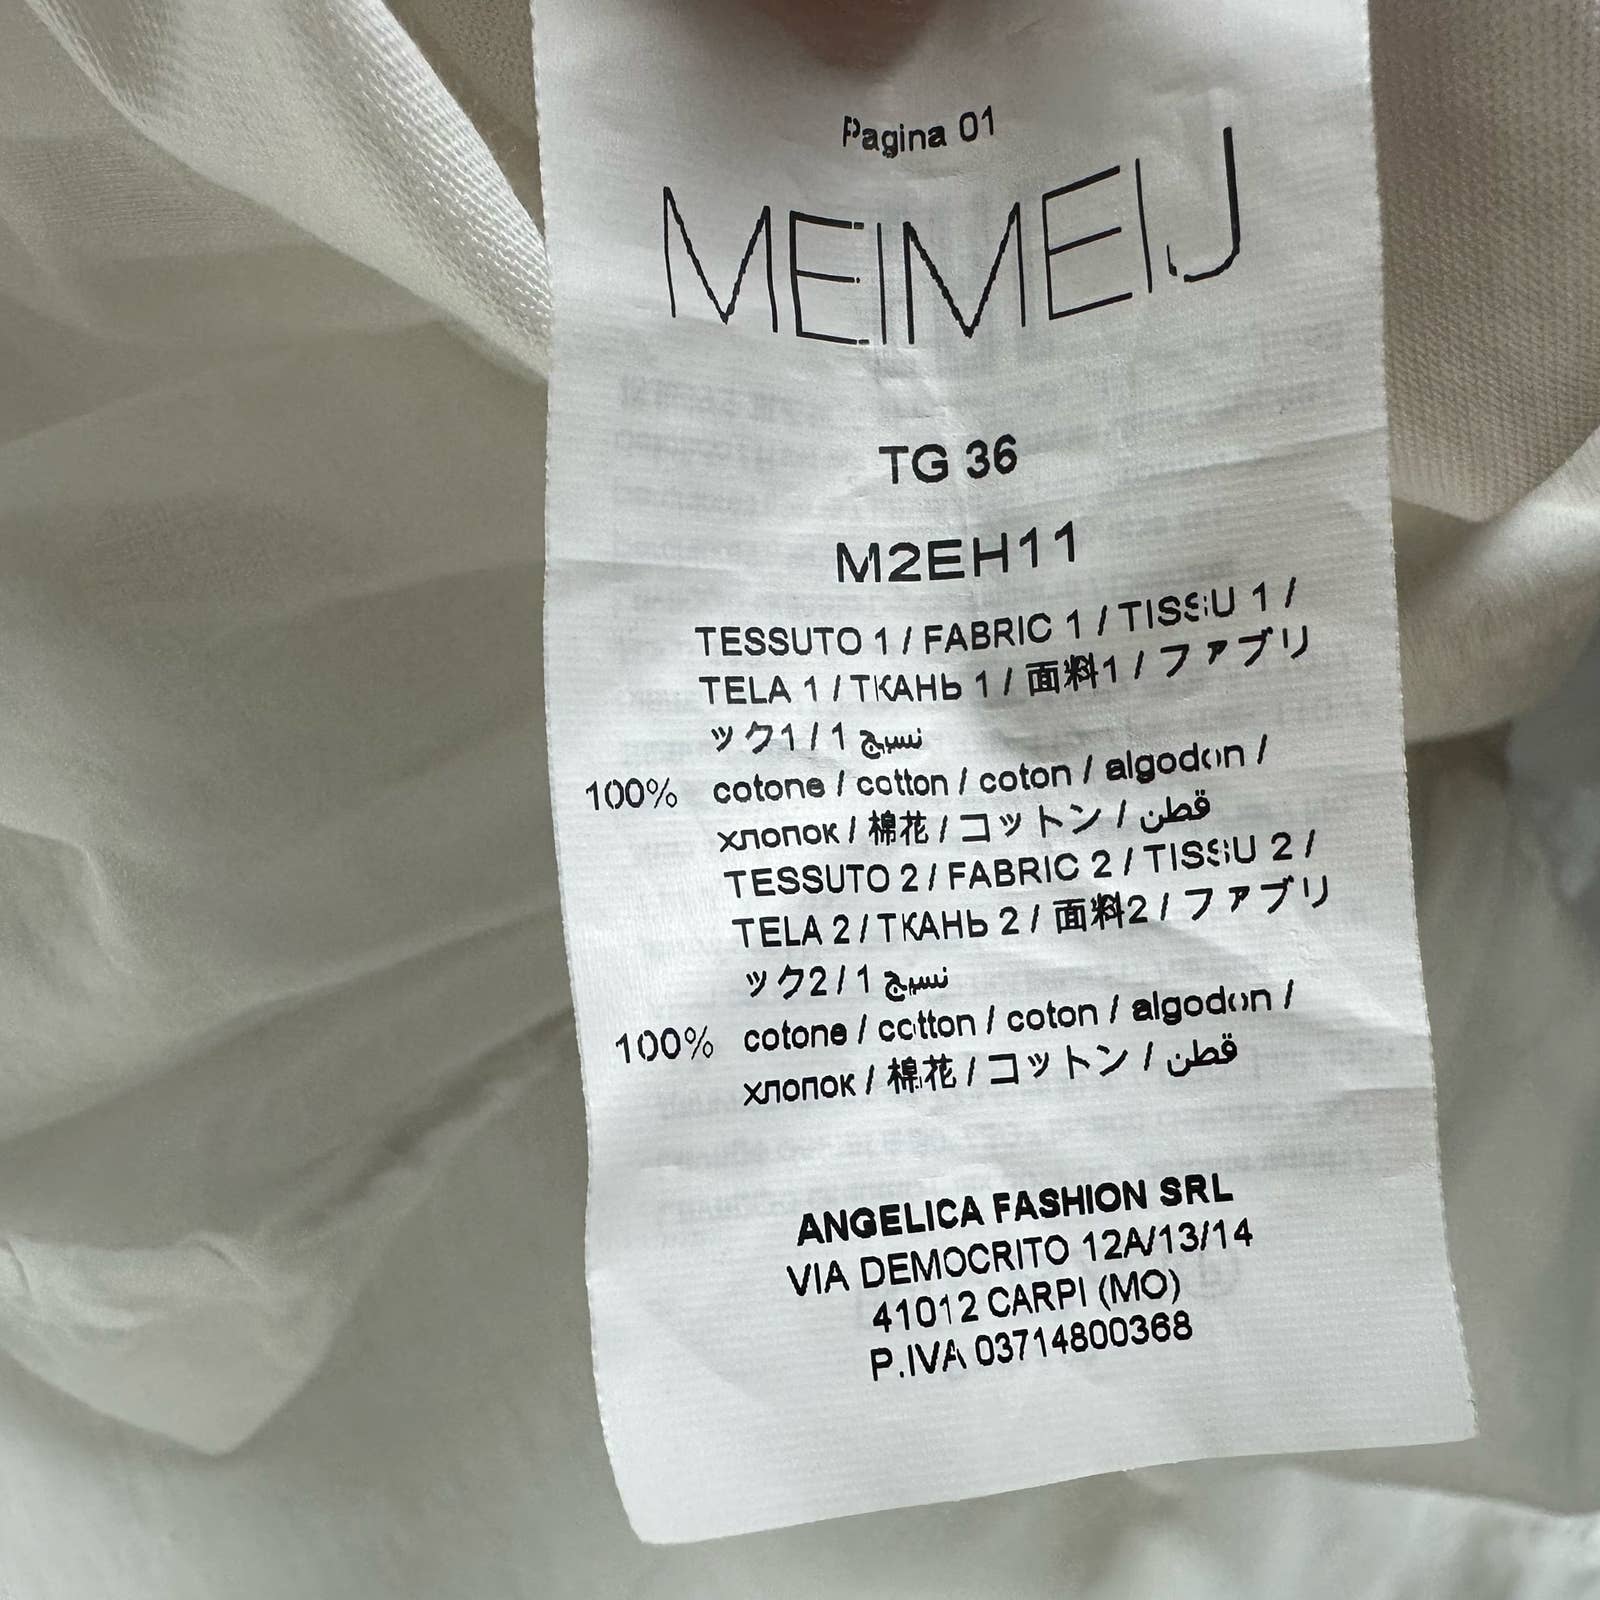 Pagina 01
MEIMEIJ
TG 36
M2EH11
TESSUTO 1 / FABRIC 1 / TISSU 1 /
TELA 1 / ТКАНЬ 1 / 面料1 / ファブリ
ック1 / 1 نسيج
100% cotone / cotton / coton / algodon /
хлопок / 棉花 / コットン / قطن
TESSUTO 2 / FABRIC 2 / TISSU 2 /
TELA 2 / ТКАНЬ 2 / 面料2 / ファブリ
ック2 / 1 نسيج
100% cotone / cotton / coton / algodon /
хлопок / 棉花 / コットン / قطن
ANGELICA FASHION SRL
VIA DEMOCRITO 12A/13/14
41012 CARPI (MO)
P.IVA 03714800368